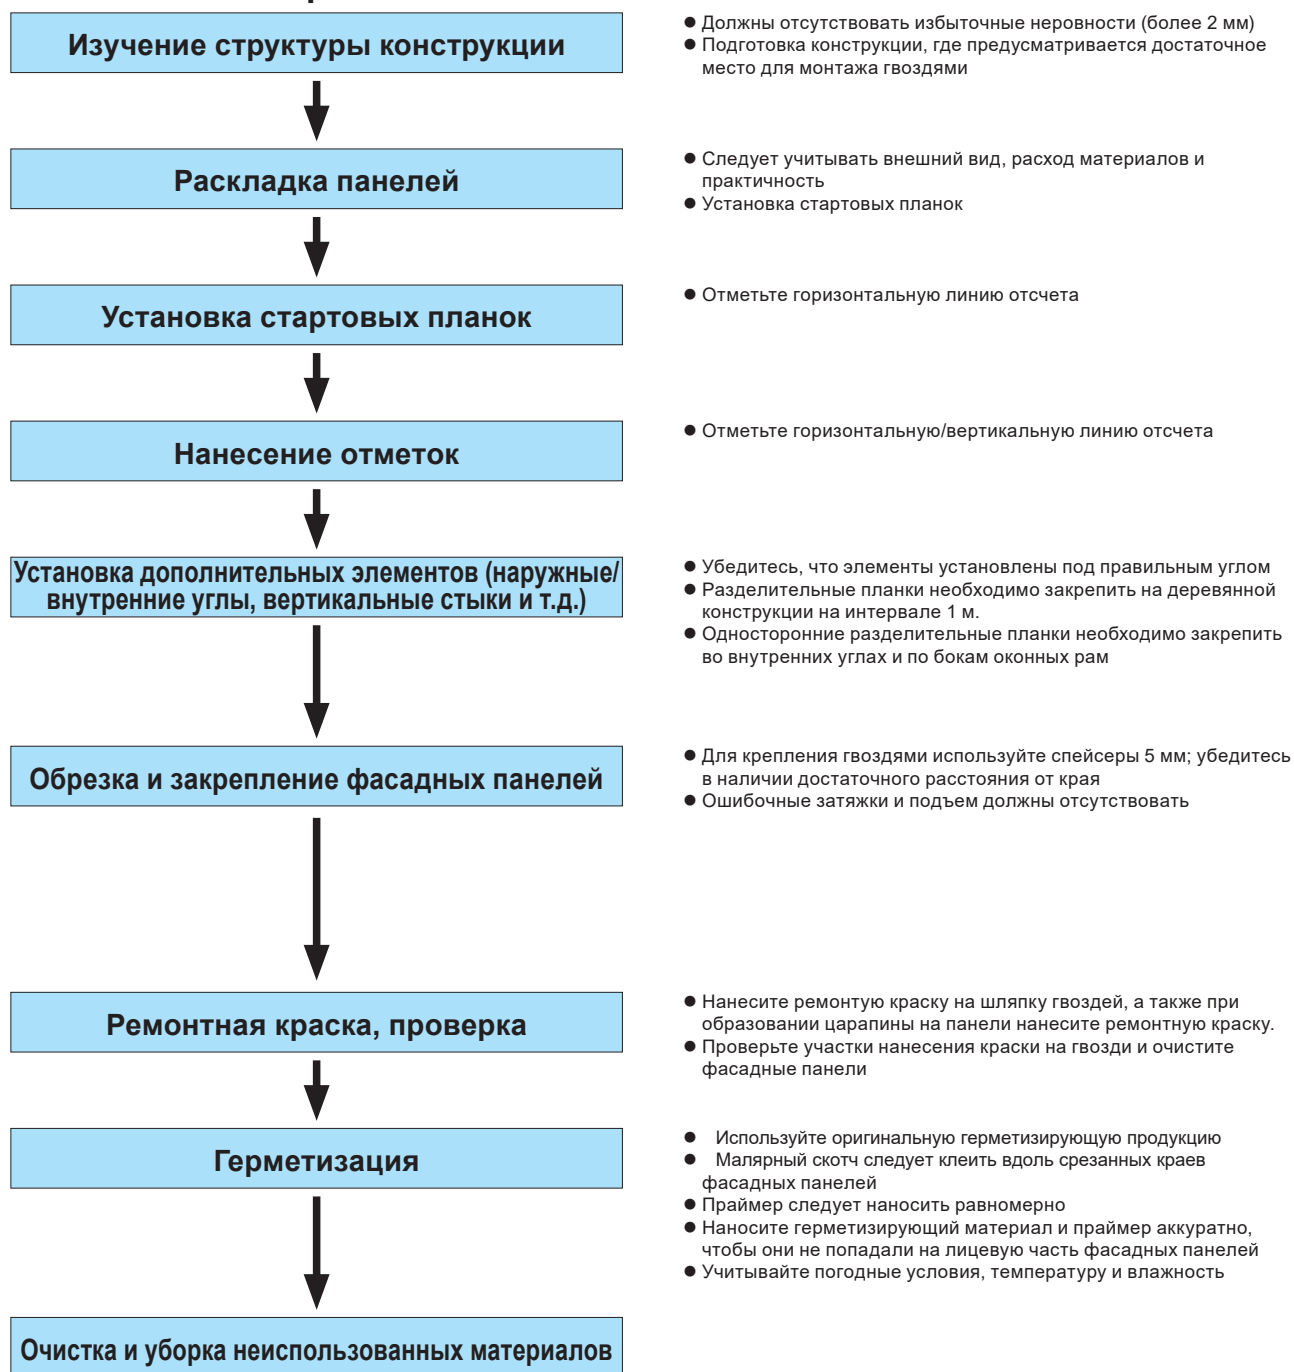 Изучение структуры конструкции
● Должны отсутствовать избыточные неровности (более 2 мм)
● Подготовка конструкции, где предусматривается достаточное
место для монтажа гвоздями
Раскладка панелей
● Следует учитывать внешний вид, расход материалов и
практичность
● Установка стартовых планок
Установка стартовых планок
● Отметьте горизонтальную линию отсчета
Нанесение отметок
● Отметьте горизонтальную/вертикальную линию отсчета
Установка дополнительных элементов (наружные/
внутренние углы, вертикальные стыки и т.д.)
● Убедитесь, что элементы установлены под правильным углом
● Разделительные планки необходимо закрепить на деревянной
конструкции на интервале 1 м.
● Односторонние разделительные планки необходимо закрепить
во внутренних углах и по бокам оконных рам
Обрезка и закрепление фасадных панелей
● Для крепления гвоздями используйте спейсеры 5 мм; убедитесь
в наличии достаточного расстояния от края
● Ошибочные затяжки и подъем должны отсутствовать
Ремонтная краска, проверка
● Нанесите ремонтую краску на шляпку гвоздей, а также при
образовании царапины на панели нанесите ремонтную краску.
● Проверьте участки нанесения краски на гвозди и очистите
фасадные панели
Герметизация
● Используйте оригинальную герметизирующую продукцию
● Малярный скотч следует клеить вдоль срезанных краев
фасадных панелей
● Праймер следует наносить равномерно
● Наносите герметизирующий материал и праймер аккуратно,
чтобы они не попадали на лицевую часть фасадных панелей
● Учитывайте погодные условия, температуру и влажность
Очистка и уборка неиспользованных материалов